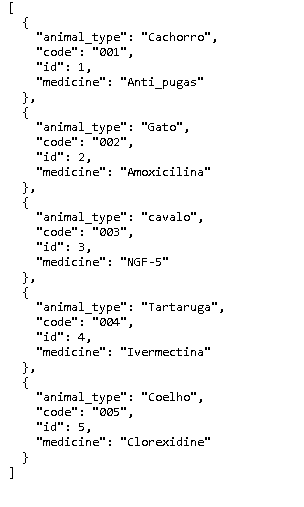 [
  {
    "animal_type": "Cachorro",
    "code": "001",
    "id": 1,
    "medicine": "Anti_pugas"
  },
  {
    "animal_type": "Gato",
    "code": "002",
    "id": 2,
    "medicine": "Amoxicilina"
  },
  {
    "animal_type": "cavalo",
    "code": "003",
    "id": 3,
    "medicine": "NGF-5"
  },
  {
    "animal_type": "Tartaruga",
    "code": "004",
    "id": 4,
    "medicine": "Ivermectina"
  },
  {
    "animal_type": "Coelho",
    "code": "005",
    "id": 5,
    "medicine": "Clorexidine"
  }
]